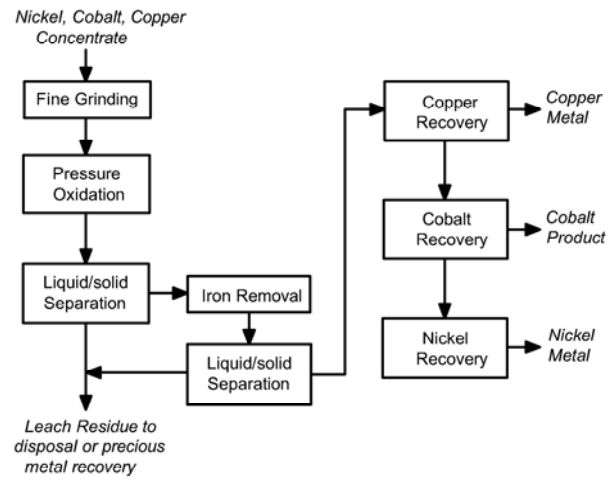 Nickel, Cobalt, Copper
Concentrate
Fine Grinding
Pressure
Oxidation
Liquid/solid
Separation
Iron Removal
Liquid/solid
Separation
Leach Residue to
disposal or precious
metal recovery
Copper
Recovery
Copper
Metal
Cobalt
Recovery
Cobalt
Product
Nickel
Recovery
Nickel
Metal